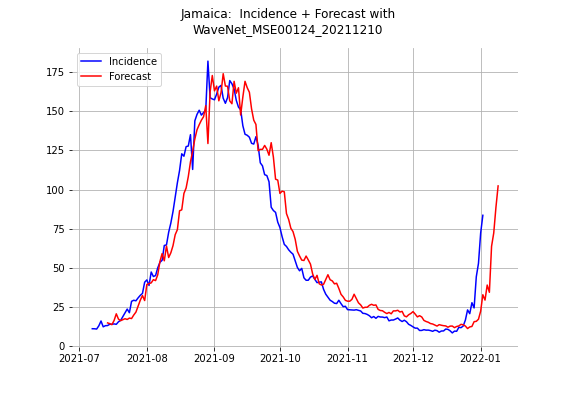 Jamaica:  Incidence + Forecast with
WaveNet_MSE00124_20211210
Incidence
Forecast
175
150
125
100
75
50
25
0
2021-07 2021-08 2021-09 2021-10 2021-11 2021-12 2022-01